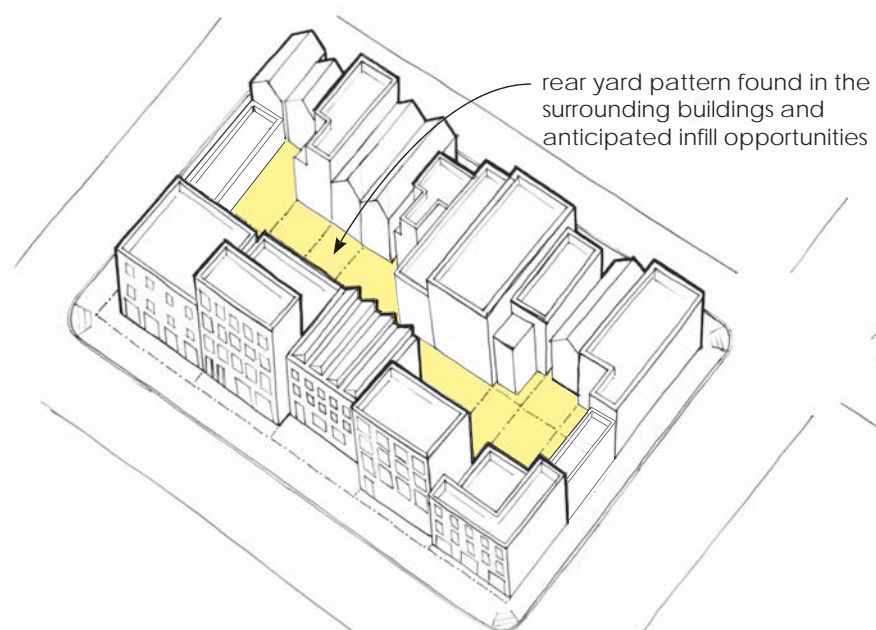 rear yard pattern found in the
surrounding buildings and
anticipated infill opportunities